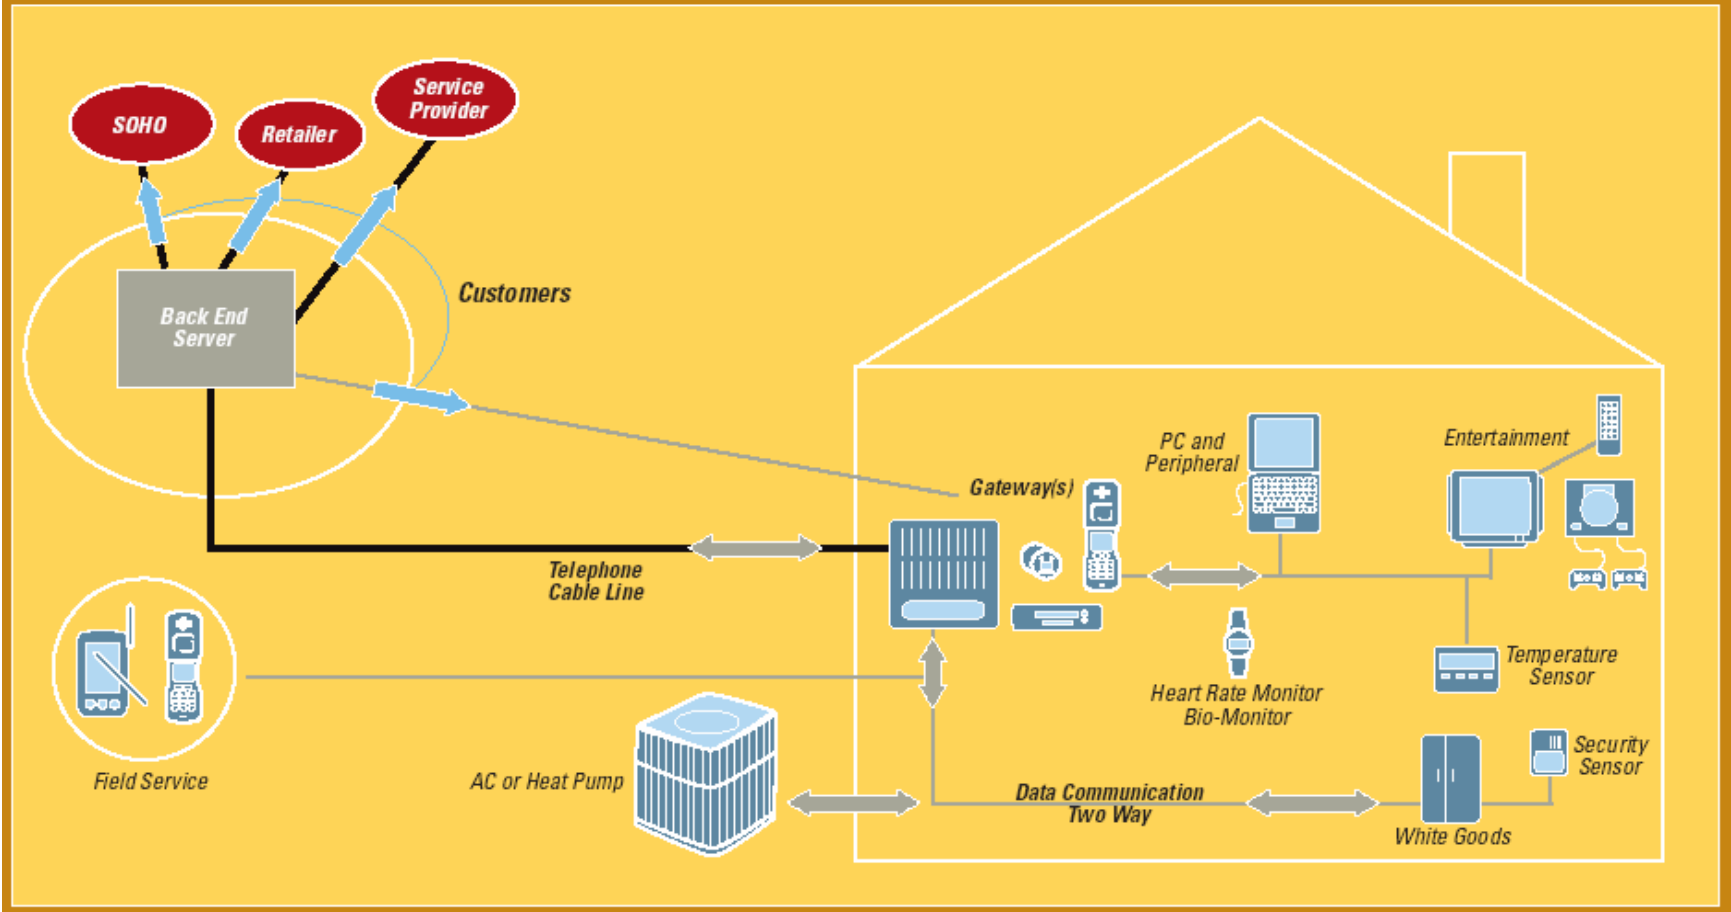 SOHO
Retailer
Service
Provider
Back End
Server
Customers
Telephone
Cable Line
Field Service
AC or Heat Pump
Gateway(s)
PC and
Peripheral
Entertainment
Heart Rate Monitor
Bio-Monitor
Temperature
Sensor
Security
Sensor
Data Communication
Two Way
White Goods